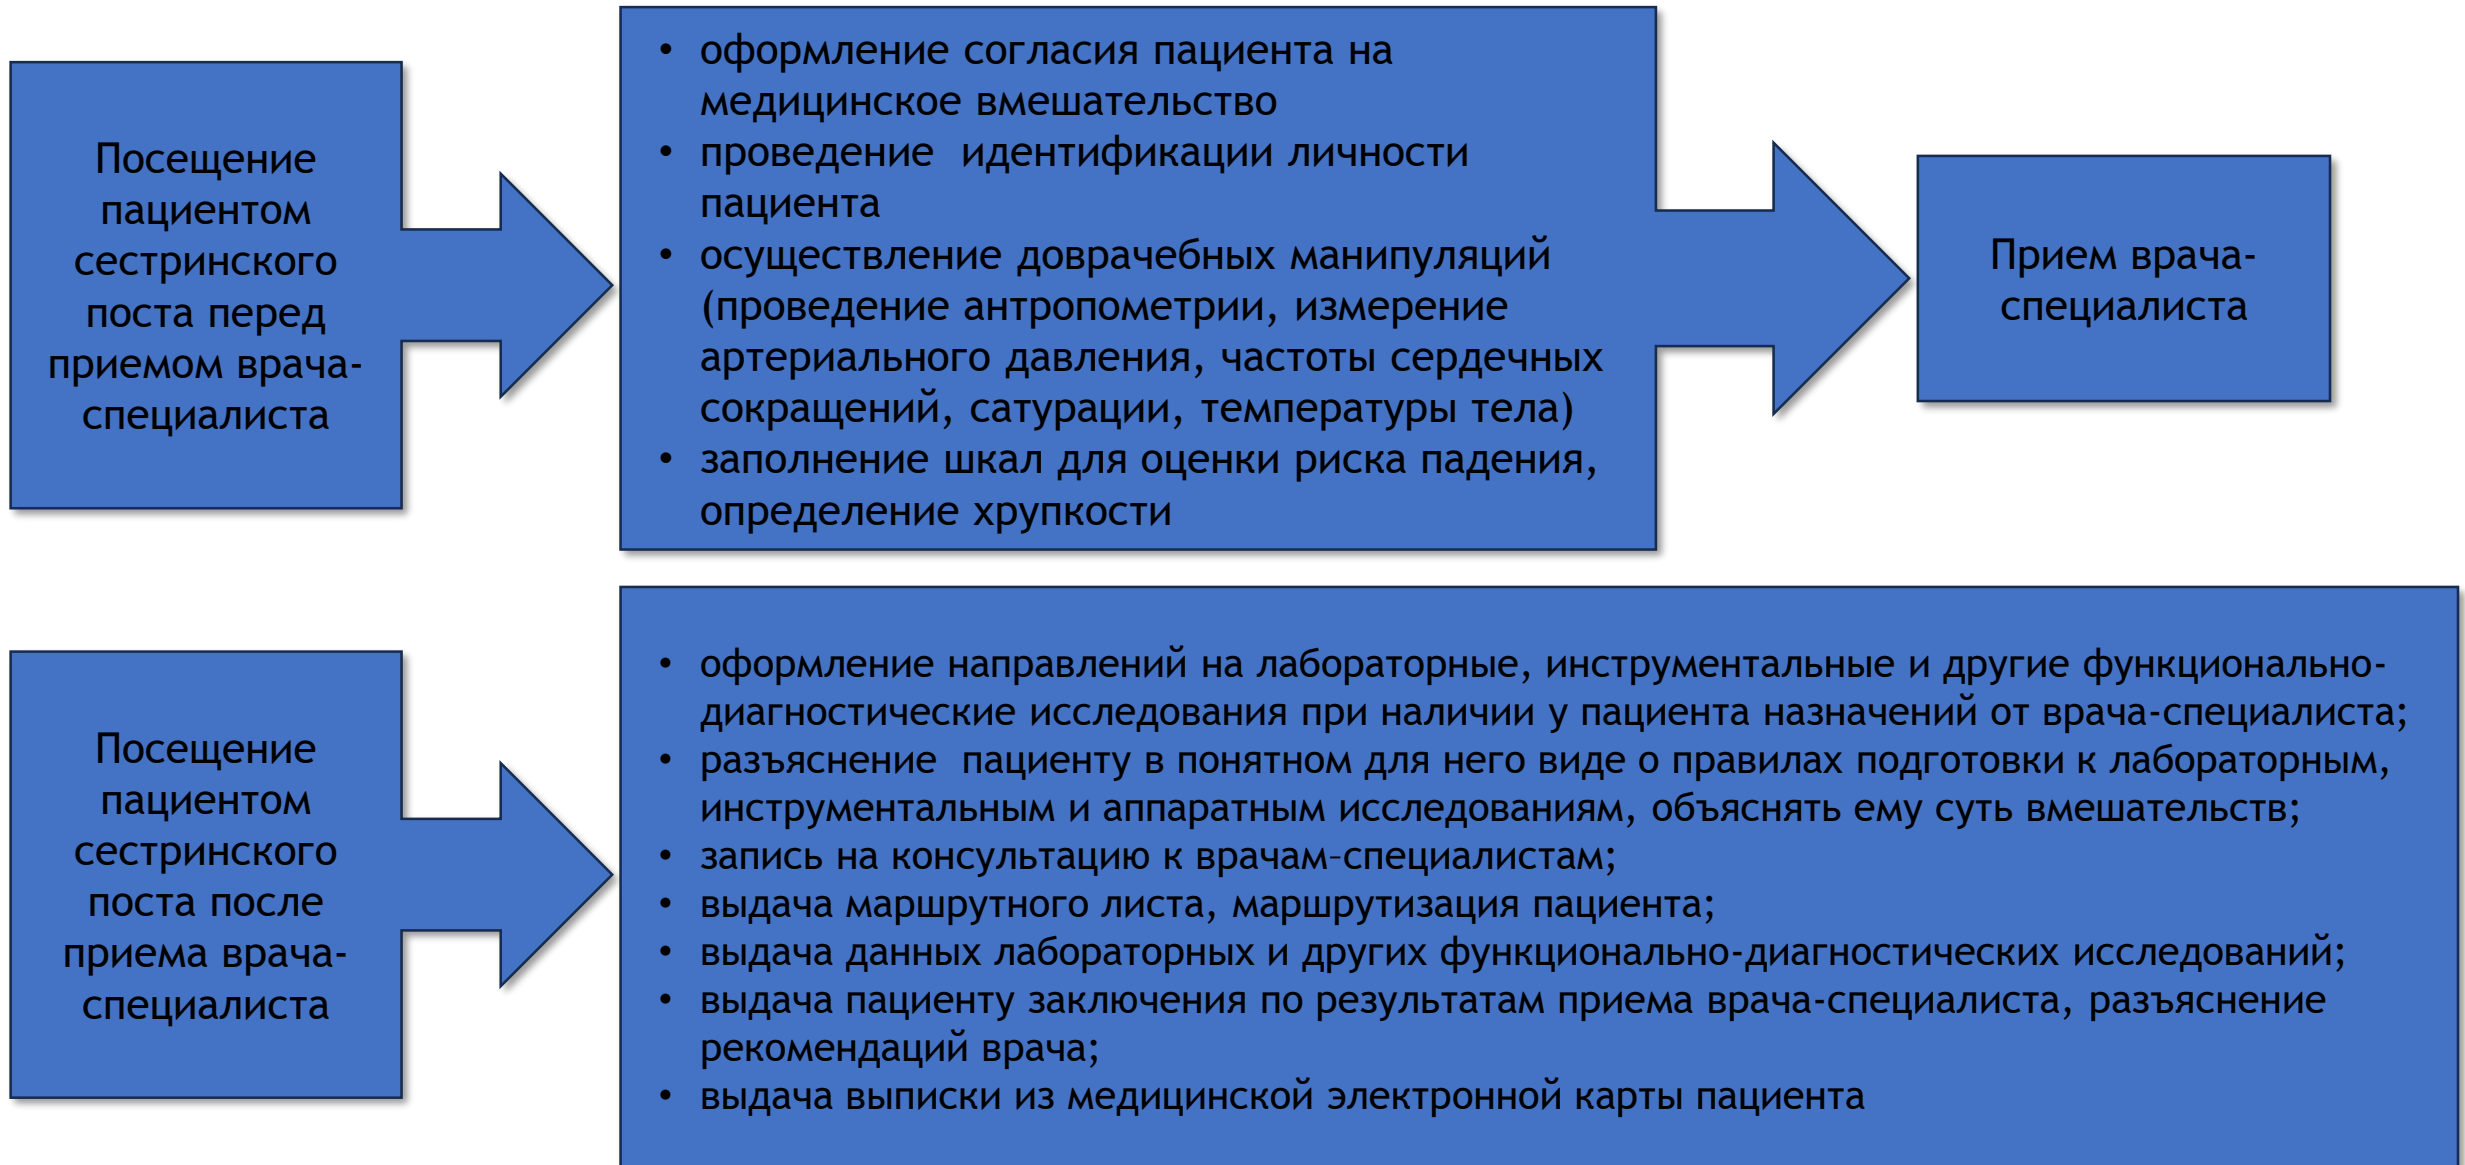 Посещение
пациентом
сестринского
поста перед
приемом врача-
специалиста
• оформление согласия пациента на
медицинское вмешательство
• проведение  идентификации личности
пациента
• осуществление доврачебных манипуляций
(проведение антропометрии, измерение
артериального давления, частоты сердечных
сокращений, сатурации, температуры тела)
• заполнение шкал для оценки риска падения,
определение хрупкости
Прием врача-
специалиста
Посещение
пациентом
сестринского
поста после
приема врача-
специалиста
• оформление направлений на лабораторные, инструментальные и другие функционально-
диагностические исследования при наличии у пациента назначений от врача-специалиста;
• разъяснение  пациенту в понятном для него виде о правилах подготовки к лабораторным,
инструментальным и аппаратным исследованиям, объяснять ему суть вмешательств;
• запись на консультацию к врачам-специалистам;
• выдача маршрутного листа, маршрутизация пациента;
• выдача данных лабораторных и других функционально-диагностических исследований;
• выдача пациенту заключения по результатам приема врача-специалиста, разъяснение
рекомендаций врача;
• выдача выписки из медицинской электронной карты пациента